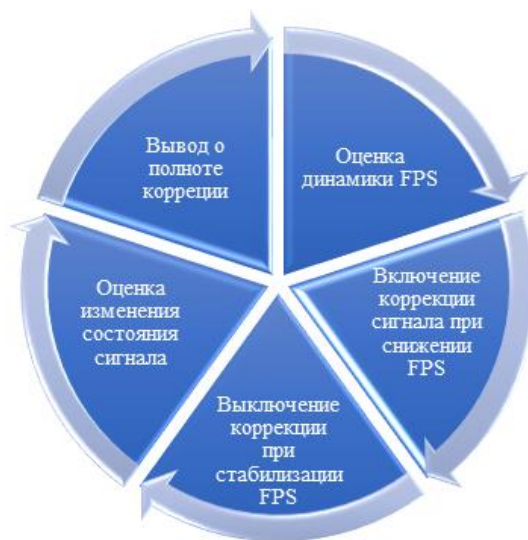 Оценка
динамики FPS
Включение
коррекции
сигнала при
снижении
FPS
Выключение
коррекции
при
стабилизации
FPS
Оценка
изменения
состояния
сигнала
Вывод о
полноте
корреции